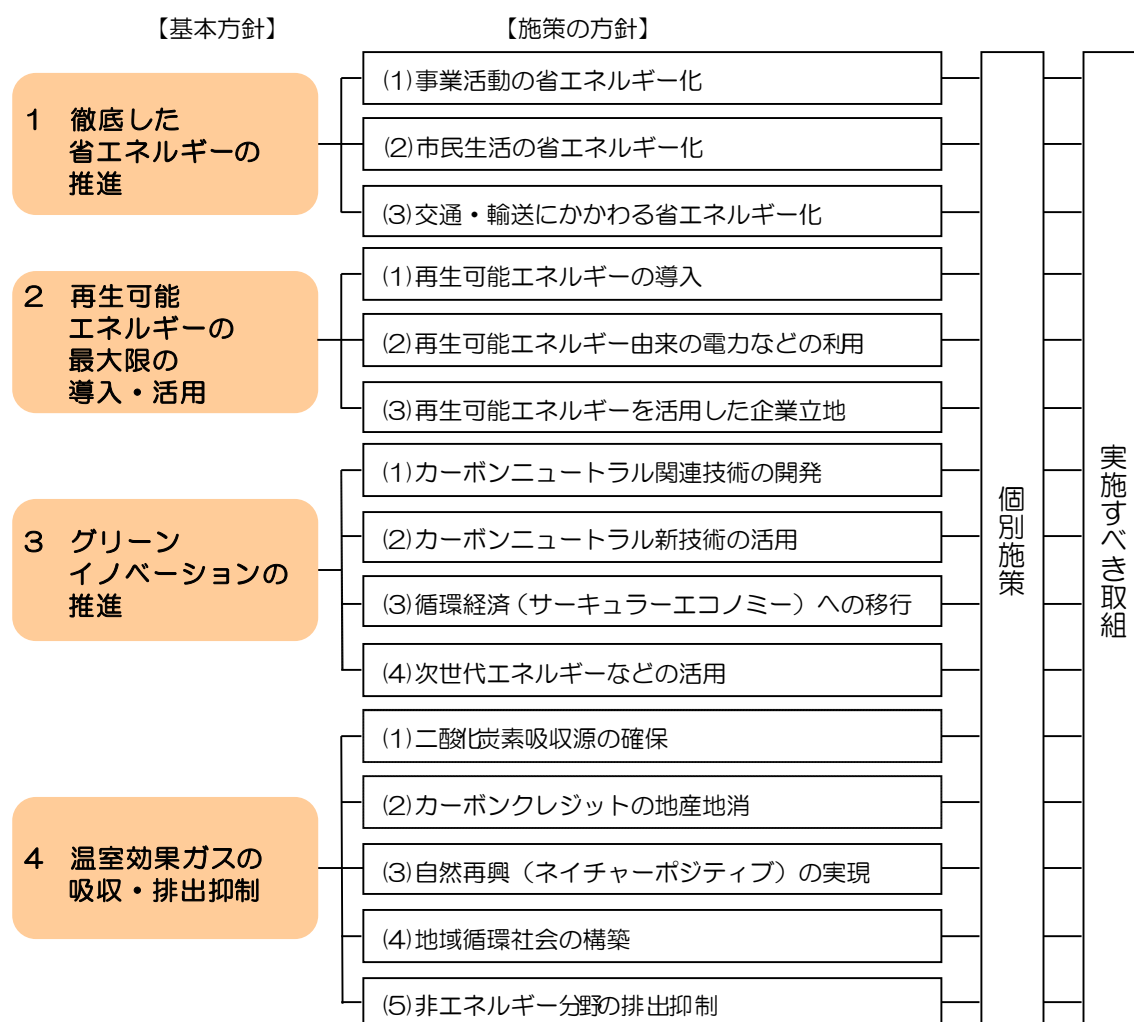 【基本方針】
【施策の方針】
1 徹底した
省エネルギーの
推進
(1)事業活動の省エネルギー化
(2)市民生活の省エネルギー化
(3)交通・輸送にかかわる省エネルギー化
2 再生可能
エネルギーの
最大限の
導入・活用
(1)再生可能エネルギーの導入
(2)再生可能エネルギー由来の電力などの利用
(3)再生可能エネルギーを活用した企業立地
3 グリーン
イノベーションの
推進
(1)カーボンニュートラル関連技術の開発
(2)カーボンニュートラル新技術の活用
(3)循環経済(サーキュラーエコノミー)への移行
(4)次世代エネルギーなどの活用
4 温室効果ガスの
吸収・排出抑制
(1)二酸化炭素吸収源の確保
(2)カーボンクレジットの地産地消
(3)自然再興(ネイチャーポジティブ)の実現
(4)地域循環社会の構築
(5)非エネルギー分野の排出抑制
個別施策
実施すべき取組